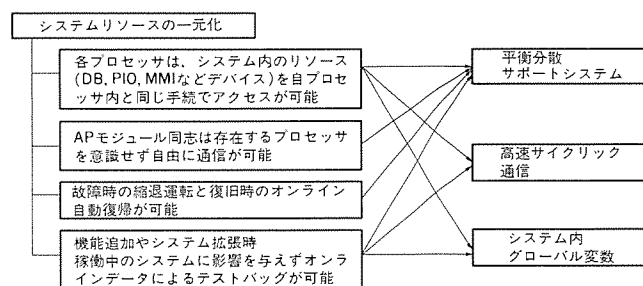 システムリソースの一元化
各プロセッサは、システム内のリソース
(DB, PIO, MMIなどデバイス)を自プロセ
ッサ内と同じ手続でアクセスが可能
APモジュール同志は存在するプロセッサ
を意識せず自由に通信が可能
故障時の縮退運転と復旧時のオンライン
自動復帰が可能
機能追加やシステム拡張時
稼働中のシステムに影響を与えずオンラ
インデータによるテストバッグが可能
平衡分散
サポートシステム
高速サイクリック
通信
システム内
グローバル変数